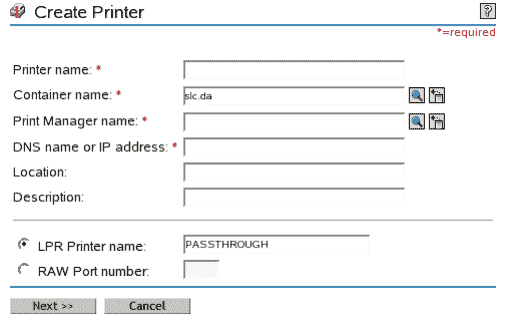 Create Printer ?
*=required
Printer name: *
Container name: * slc.da
Print Manager name: *
DNS name or IP address: *
Location:
Description:
LPR Printer name: PASSTHROUGH
RAW Port number:
Next >> Cancel